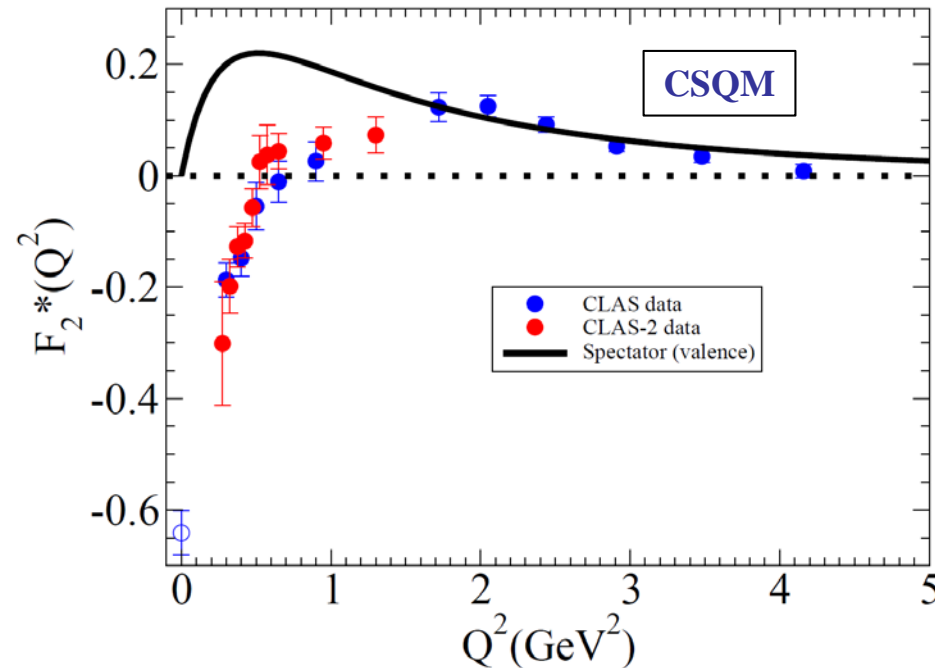 CSQM
0.2
0
-0.2
-0.4
-0.6
F₂*(Q²)
CLAS data
CLAS-2 data
Spectator (valence)
0 1 2 3 4 5
Q²(GeV²)